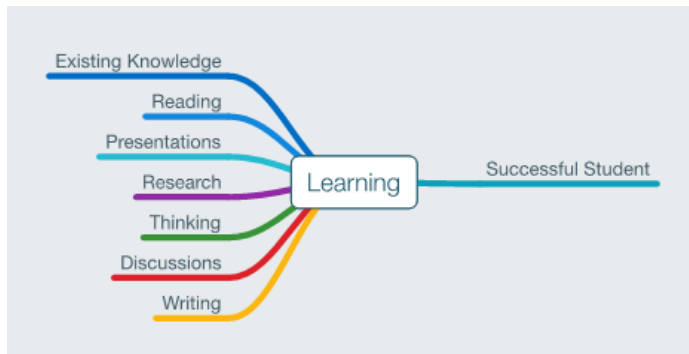 Existing Knowledge
Reading
Presentations
Research
Thinking
Discussions
Writing
Learning
Successful Student